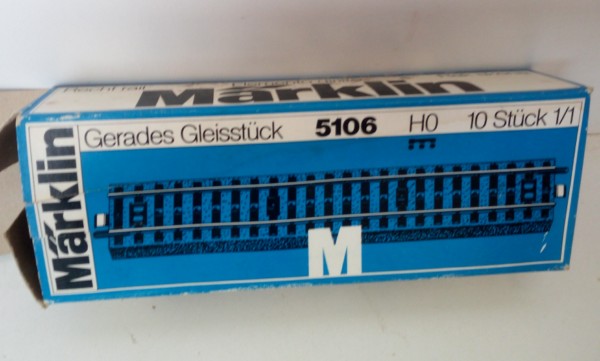 Märklin
Märklin
Gerades Gleisstück 5106 H0 10 Stück 1/1
M